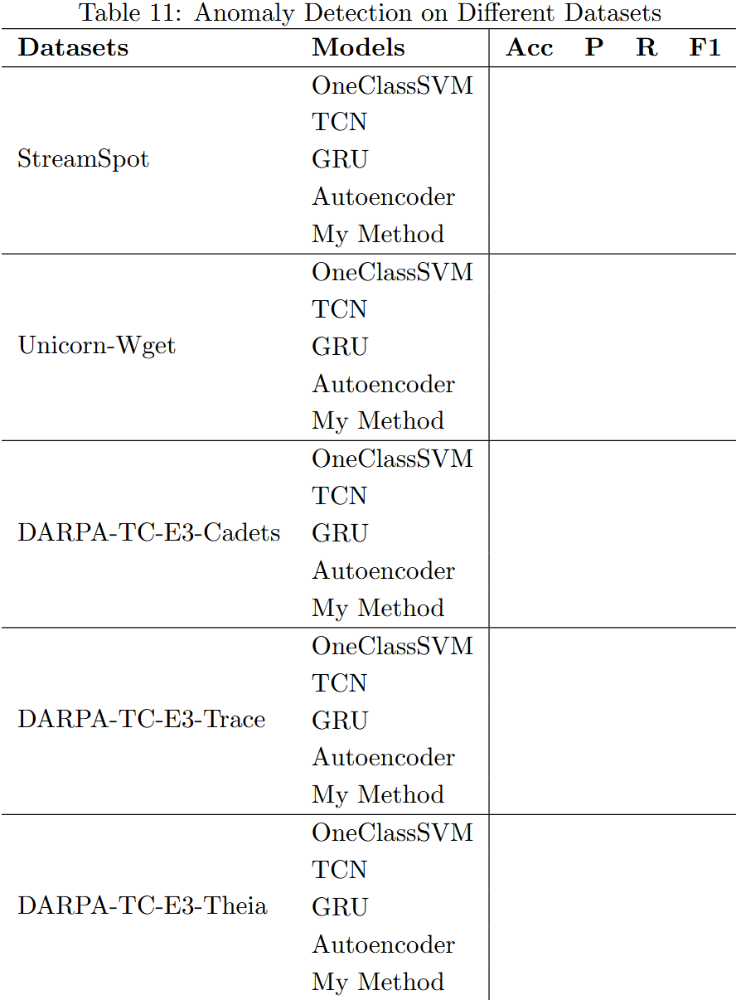 Table 11: Anomaly Detection on Different Datasets
Datasets Models Acc P R F1
OneClassSVM
TCN
StreamSpot GRU
Autoencoder
My Method
OneClassSVM
TCN
Unicorn-Wget GRU
Autoencoder
My Method
OneClassSVM
TCN
DARPA-TC-E3-Cadets GRU
Autoencoder
My Method
OneClassSVM
TCN
DARPA-TC-E3-Trace GRU
Autoencoder
My Method
OneClassSVM
TCN
DARPA-TC-E3-Theia GRU
Autoencoder
My Method